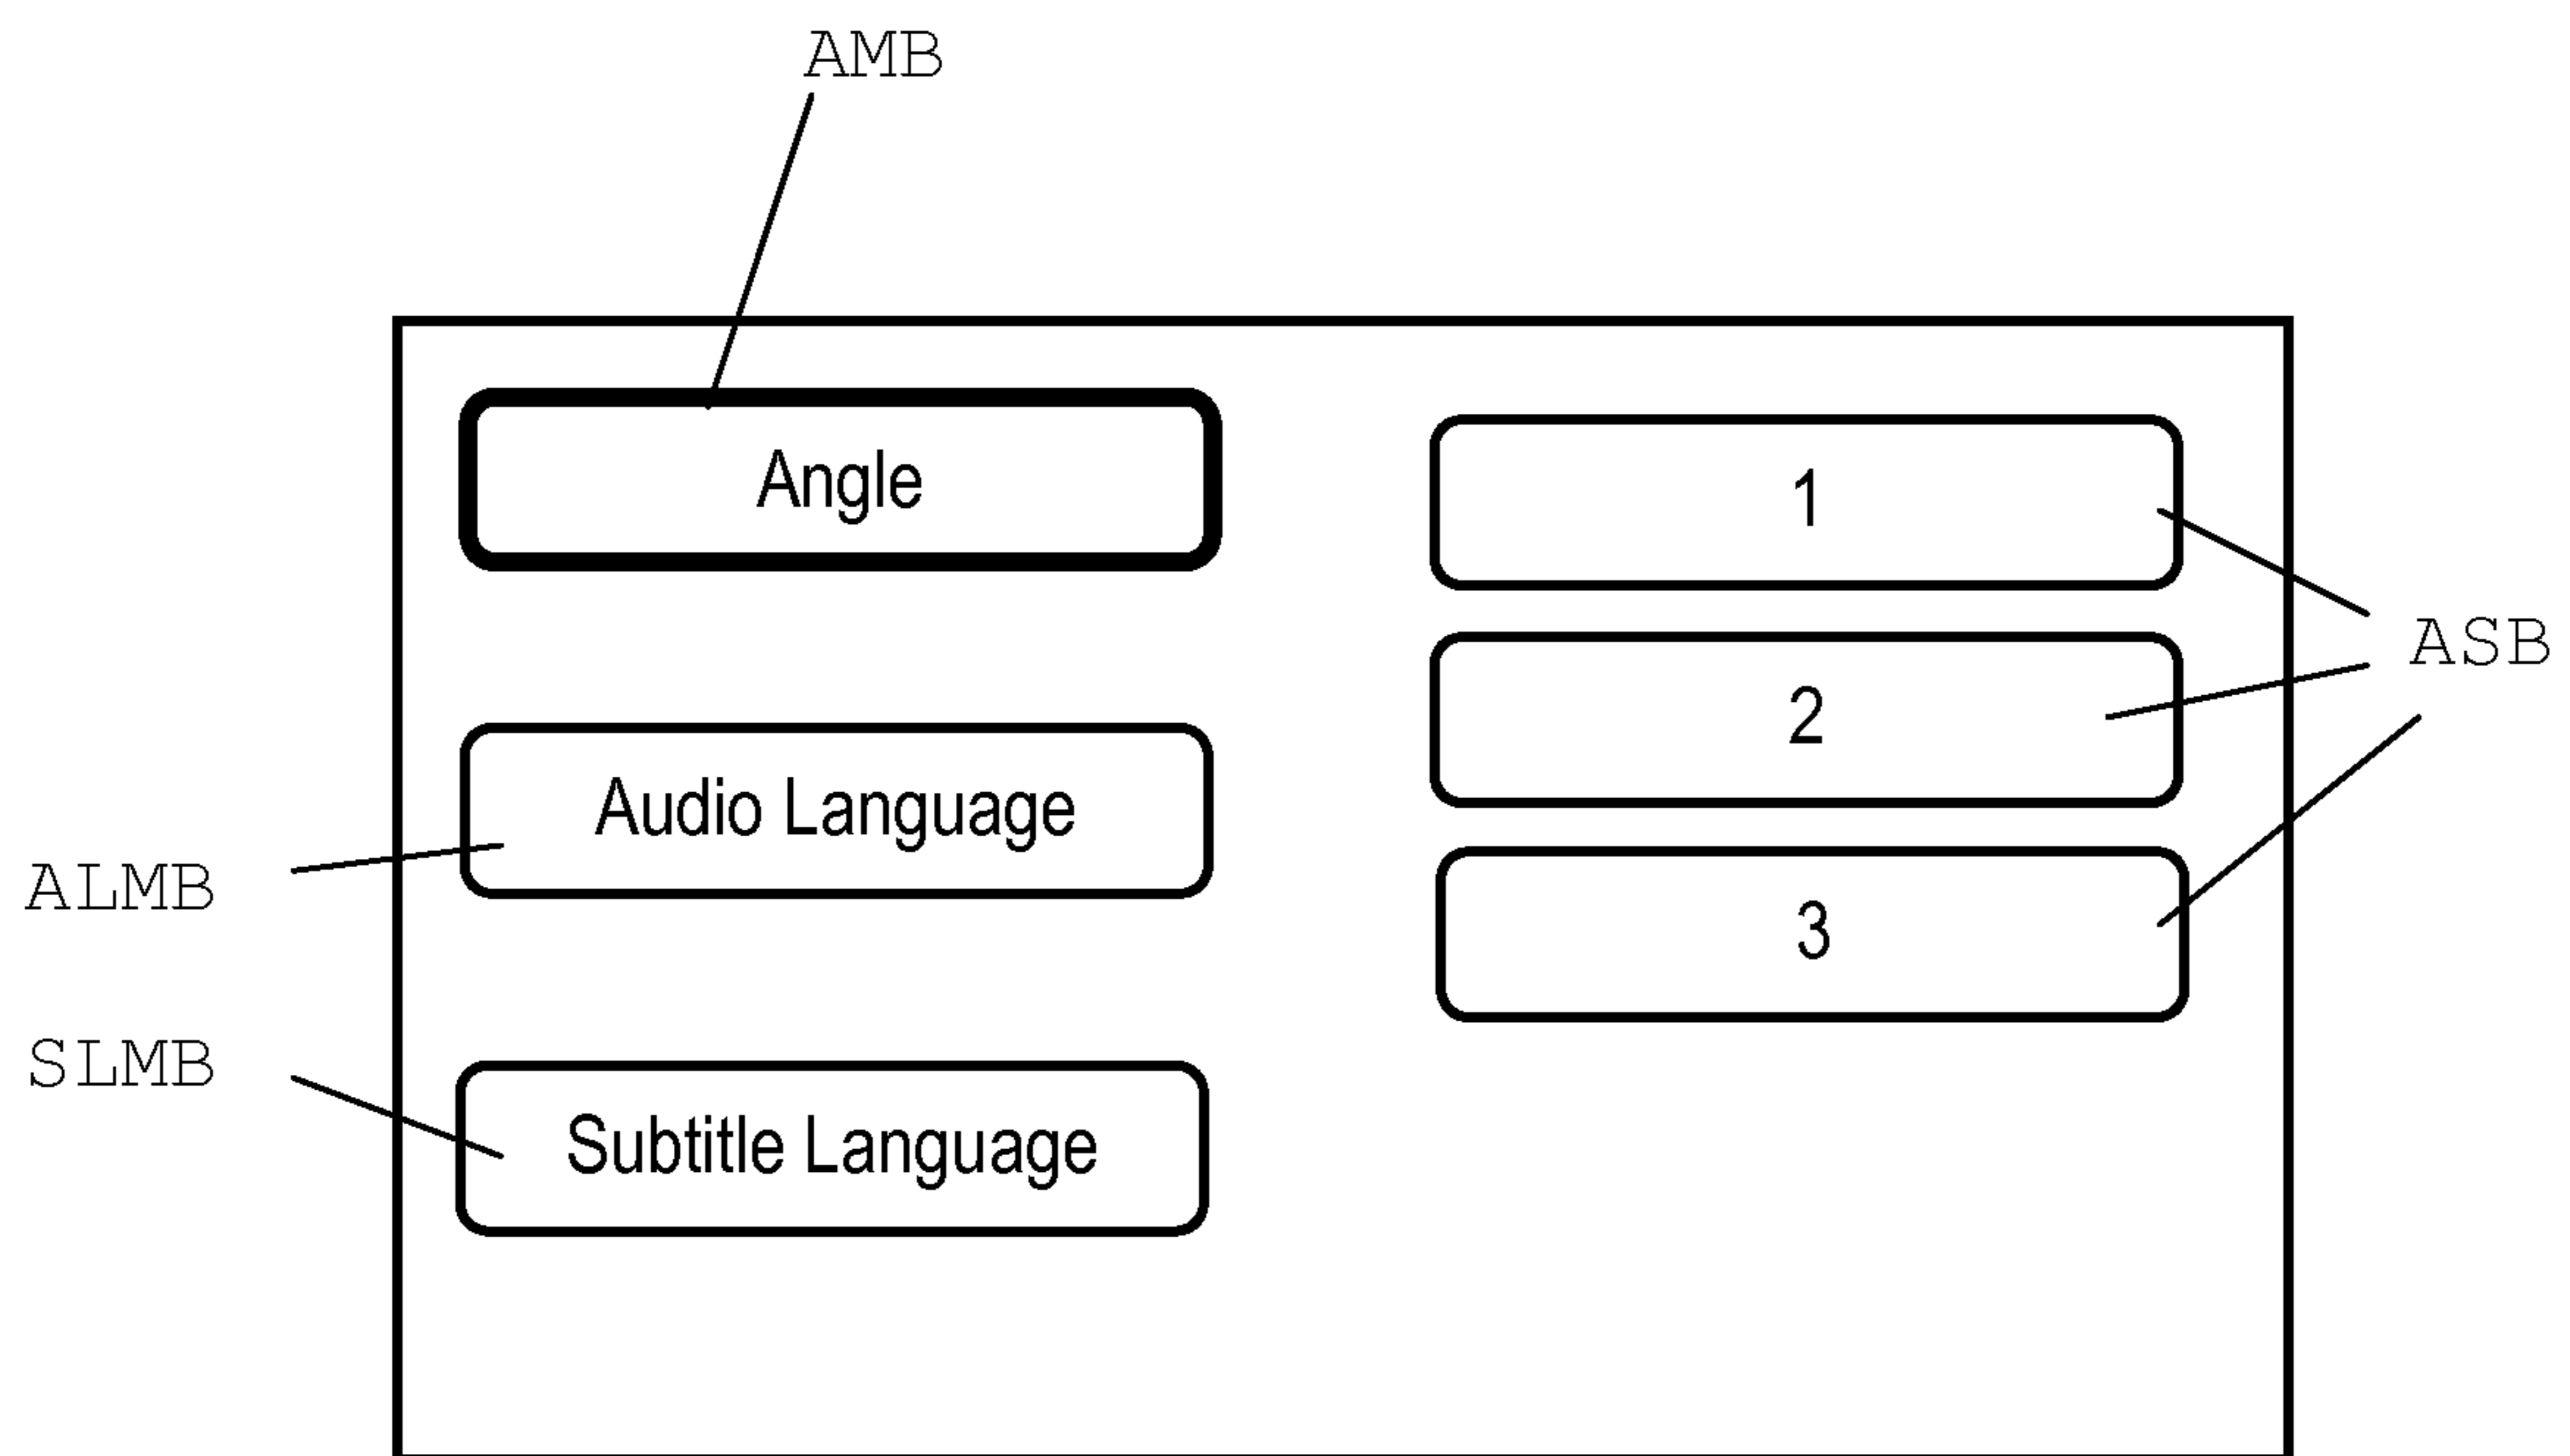 AMB
Angle
1
ASB
2
Audio Language
ALMB
3
SLMB
Subtitle Language